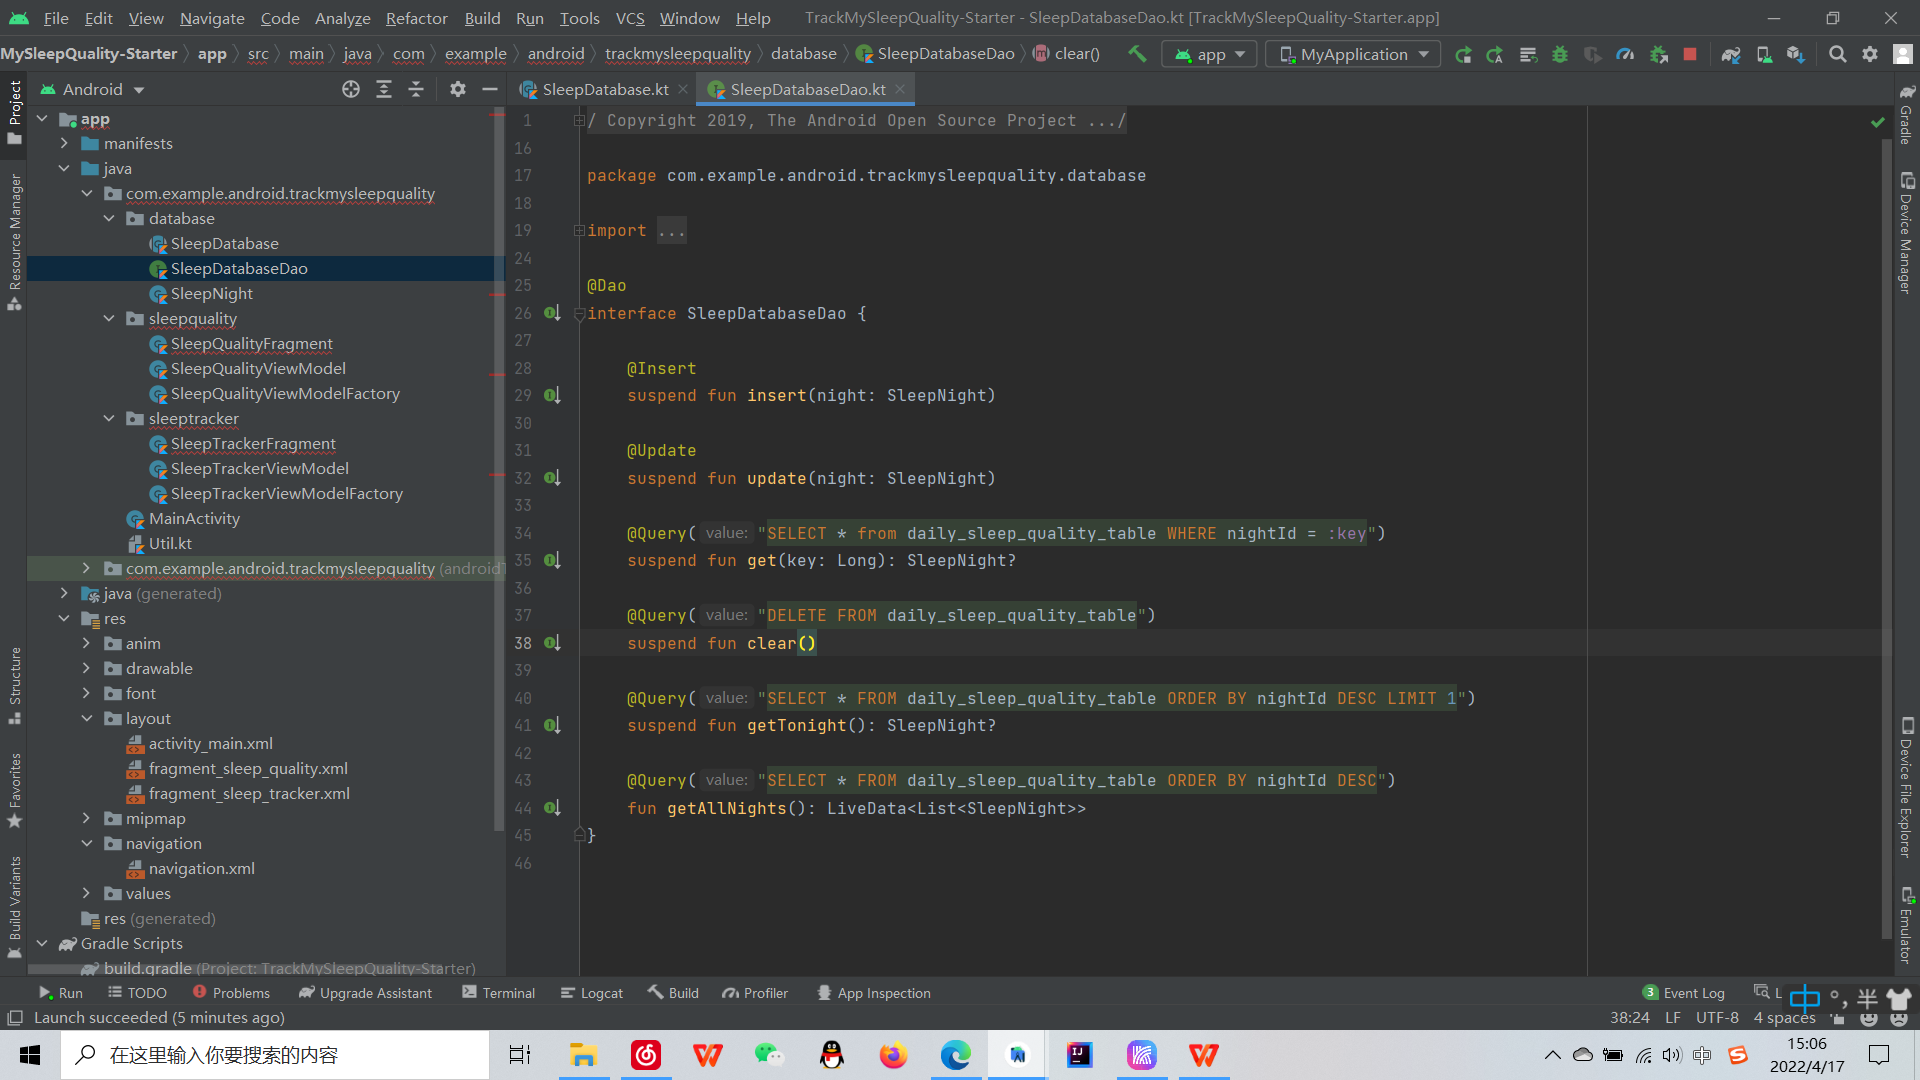 File Edit View Navigate Code Analyze Refactor Build Run Tools VCS Window Help TrackMySleepQuality-Starter - SleepDatabaseDao.kt [TrackMySleepQuality-Starter.app]
MySleepQuality-Starter app src main java com example android trackmysleepquality database SleepDatabaseDao clear() app MyApplication
Android
SleepDatabase.kt SleepDatabaseDao.kt
Project
Resource Manager
Structure
Favorites
Build Variants
app
manifests
java
com.example.android.trackmysleepquality
database
SleepDatabase
SleepDatabaseDao
SleepNight
sleepquality
SleepQualityFragment
SleepQualityViewModel
SleepQualityViewModelFactory
sleeptracker
SleepTrackerFragment
SleepTrackerViewModel
SleepTrackerViewModelFactory
MainActivity
Util.kt
com.example.android.trackmysleepquality (android
java (generated)
res
anim
drawable
font
layout
activity_main.xml
fragment_sleep_quality.xml
fragment_sleep_tracker.xml
mipmap
navigation
navigation.xml
values
res (generated)
Gradle Scripts
build.gradle (Project: TrackMySleepQuality-Starter)
1 / Copyright 2019, The Android Open Source Project .../
16
17 package com.example.android.trackmysleepquality.database
18
19 import ...
24
25 @Dao
26 interface SleepDatabaseDao {
27
28 @Insert
29 suspend fun insert(night: SleepNight)
30
31 @Update
32 suspend fun update(night: SleepNight)
33
34 @Query( value: "SELECT * from daily_sleep_quality_table WHERE nightId = :key")
35 suspend fun get(key: Long): SleepNight?
36
37 @Query( value: "DELETE FROM daily_sleep_quality_table")
38 suspend fun clear()
39
40 @Query( value: "SELECT * FROM daily_sleep_quality_table ORDER BY nightId DESC LIMIT 1")
41 suspend fun getTonight(): SleepNight?
42
43 @Query( value: "SELECT * FROM daily_sleep_quality_table ORDER BY nightId DESC")
44 fun getAllNights(): LiveData<List<SleepNight>>
45 }
46
Gradle
Device Manager
Device File Explorer
Emulator
Run TODO Problems Upgrade Assistant Terminal Logcat Build Profiler App Inspection 3 Event Log L 中 °, 半
Launch succeeded (5 minutes ago) 38:24 LF UTF-8 4 spaces
在这里输入你要搜索的内容
中
15:06
2022/4/17